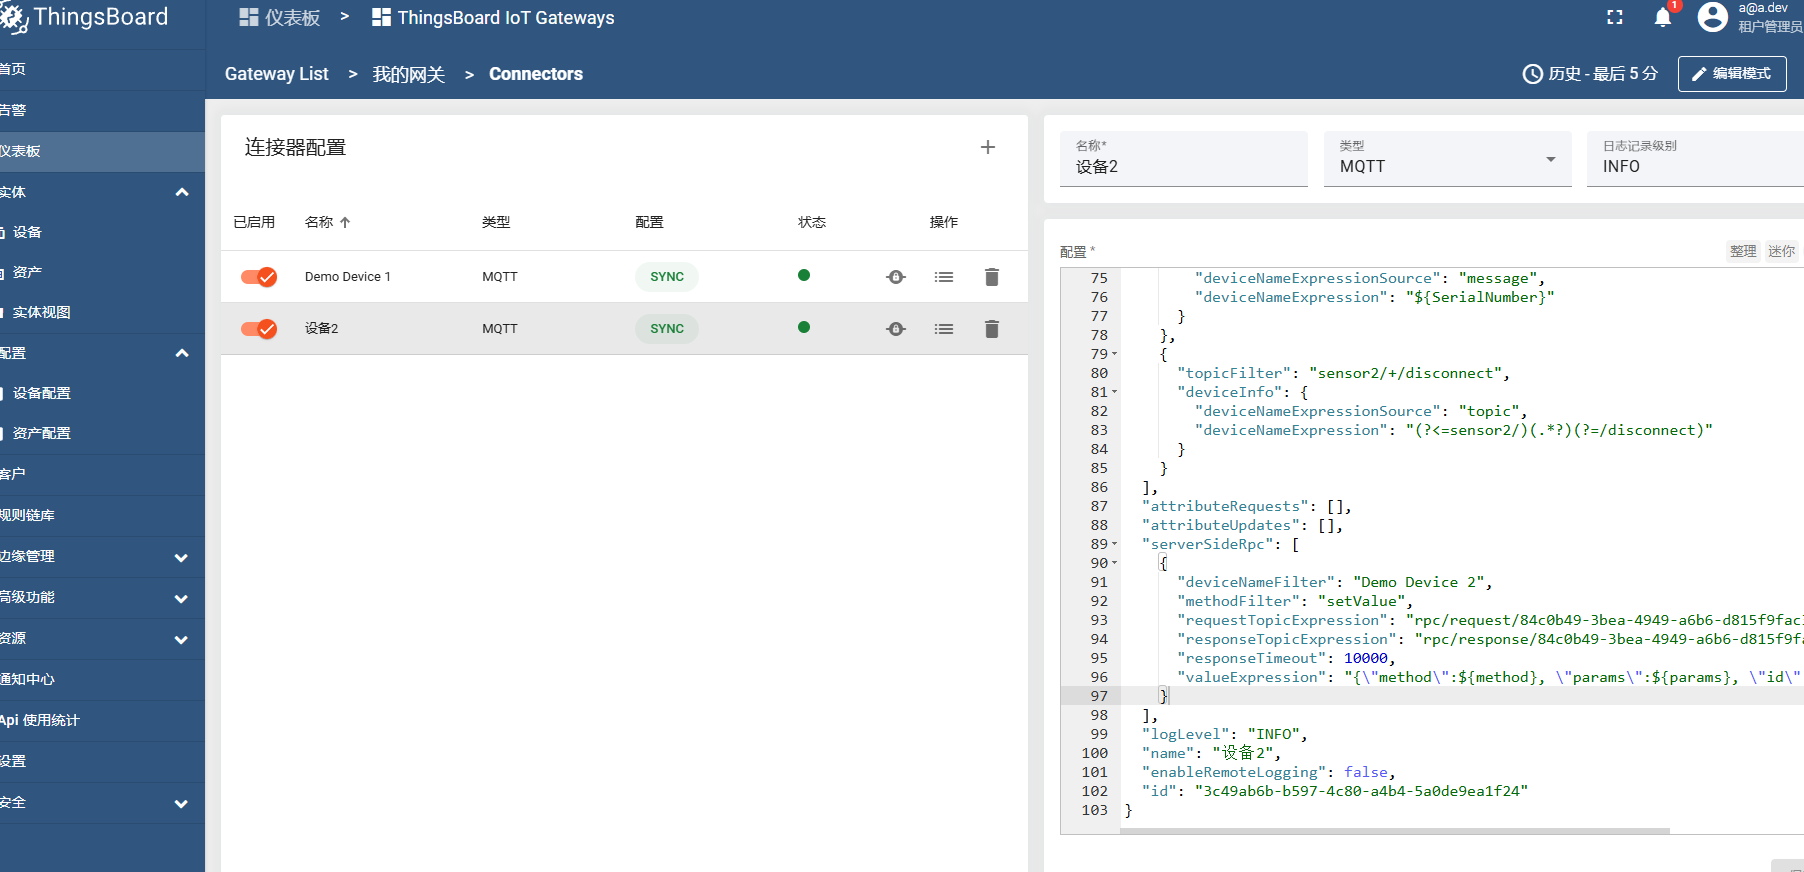 ThingsBoard
仪表板 > ThingsBoard IoT Gateways
a@a.dev
租户管理员
1
Gateway List > 我的网关 > Connectors
历史 - 最后 5 分
编辑模式
首页
告警
仪表板
实体
设备
资产
实体视图
配置
设备配置
资产配置
客户
规则链库
边缘管理
高级功能
资源
通知中心
Api 使用统计
设置
安全
连接器配置
已启用 名称 类型 配置 状态 操作
Demo Device 1 MQTT SYNC
设备2 MQTT SYNC
名称*
设备2
类型
MQTT
日志记录级别
INFO
配置 *
整理 迷你
75 "deviceNameExpressionSource": "message",
76 "deviceNameExpression": "${SerialNumber}"
77 }
78 },
79 {
80 "topicFilter": "sensor2/+/disconnect",
81 "deviceInfo": {
82 "deviceNameExpressionSource": "topic",
83 "deviceNameExpression": "(?<=sensor2/)(.*?)(?=/disconnect)"
84 }
85 }
86 ],
87 "attributeRequests": [],
88 "attributeUpdates": [],
89 "serverSideRpc": [
90 {
91 "deviceNameFilter": "Demo Device 2",
92 "methodFilter": "setValue",
93 "requestTopicExpression": "rpc/request/84c0b49-3bea-4949-a6b6-d815f9fac
94 "responseTopicExpression": "rpc/response/84c0b49-3bea-4949-a6b6-d815f9fa
95 "responseTimeout": 10000,
96 "valueExpression": "{\"method\":${method}, \"params\":${params}, \"id\"
97 }
98 ],
99 "logLevel": "INFO",
100 "name": "设备2",
101 "enableRemoteLogging": false,
102 "id": "3c49ab6b-b597-4c80-a4b4-5a0de9ea1f24"
103 }